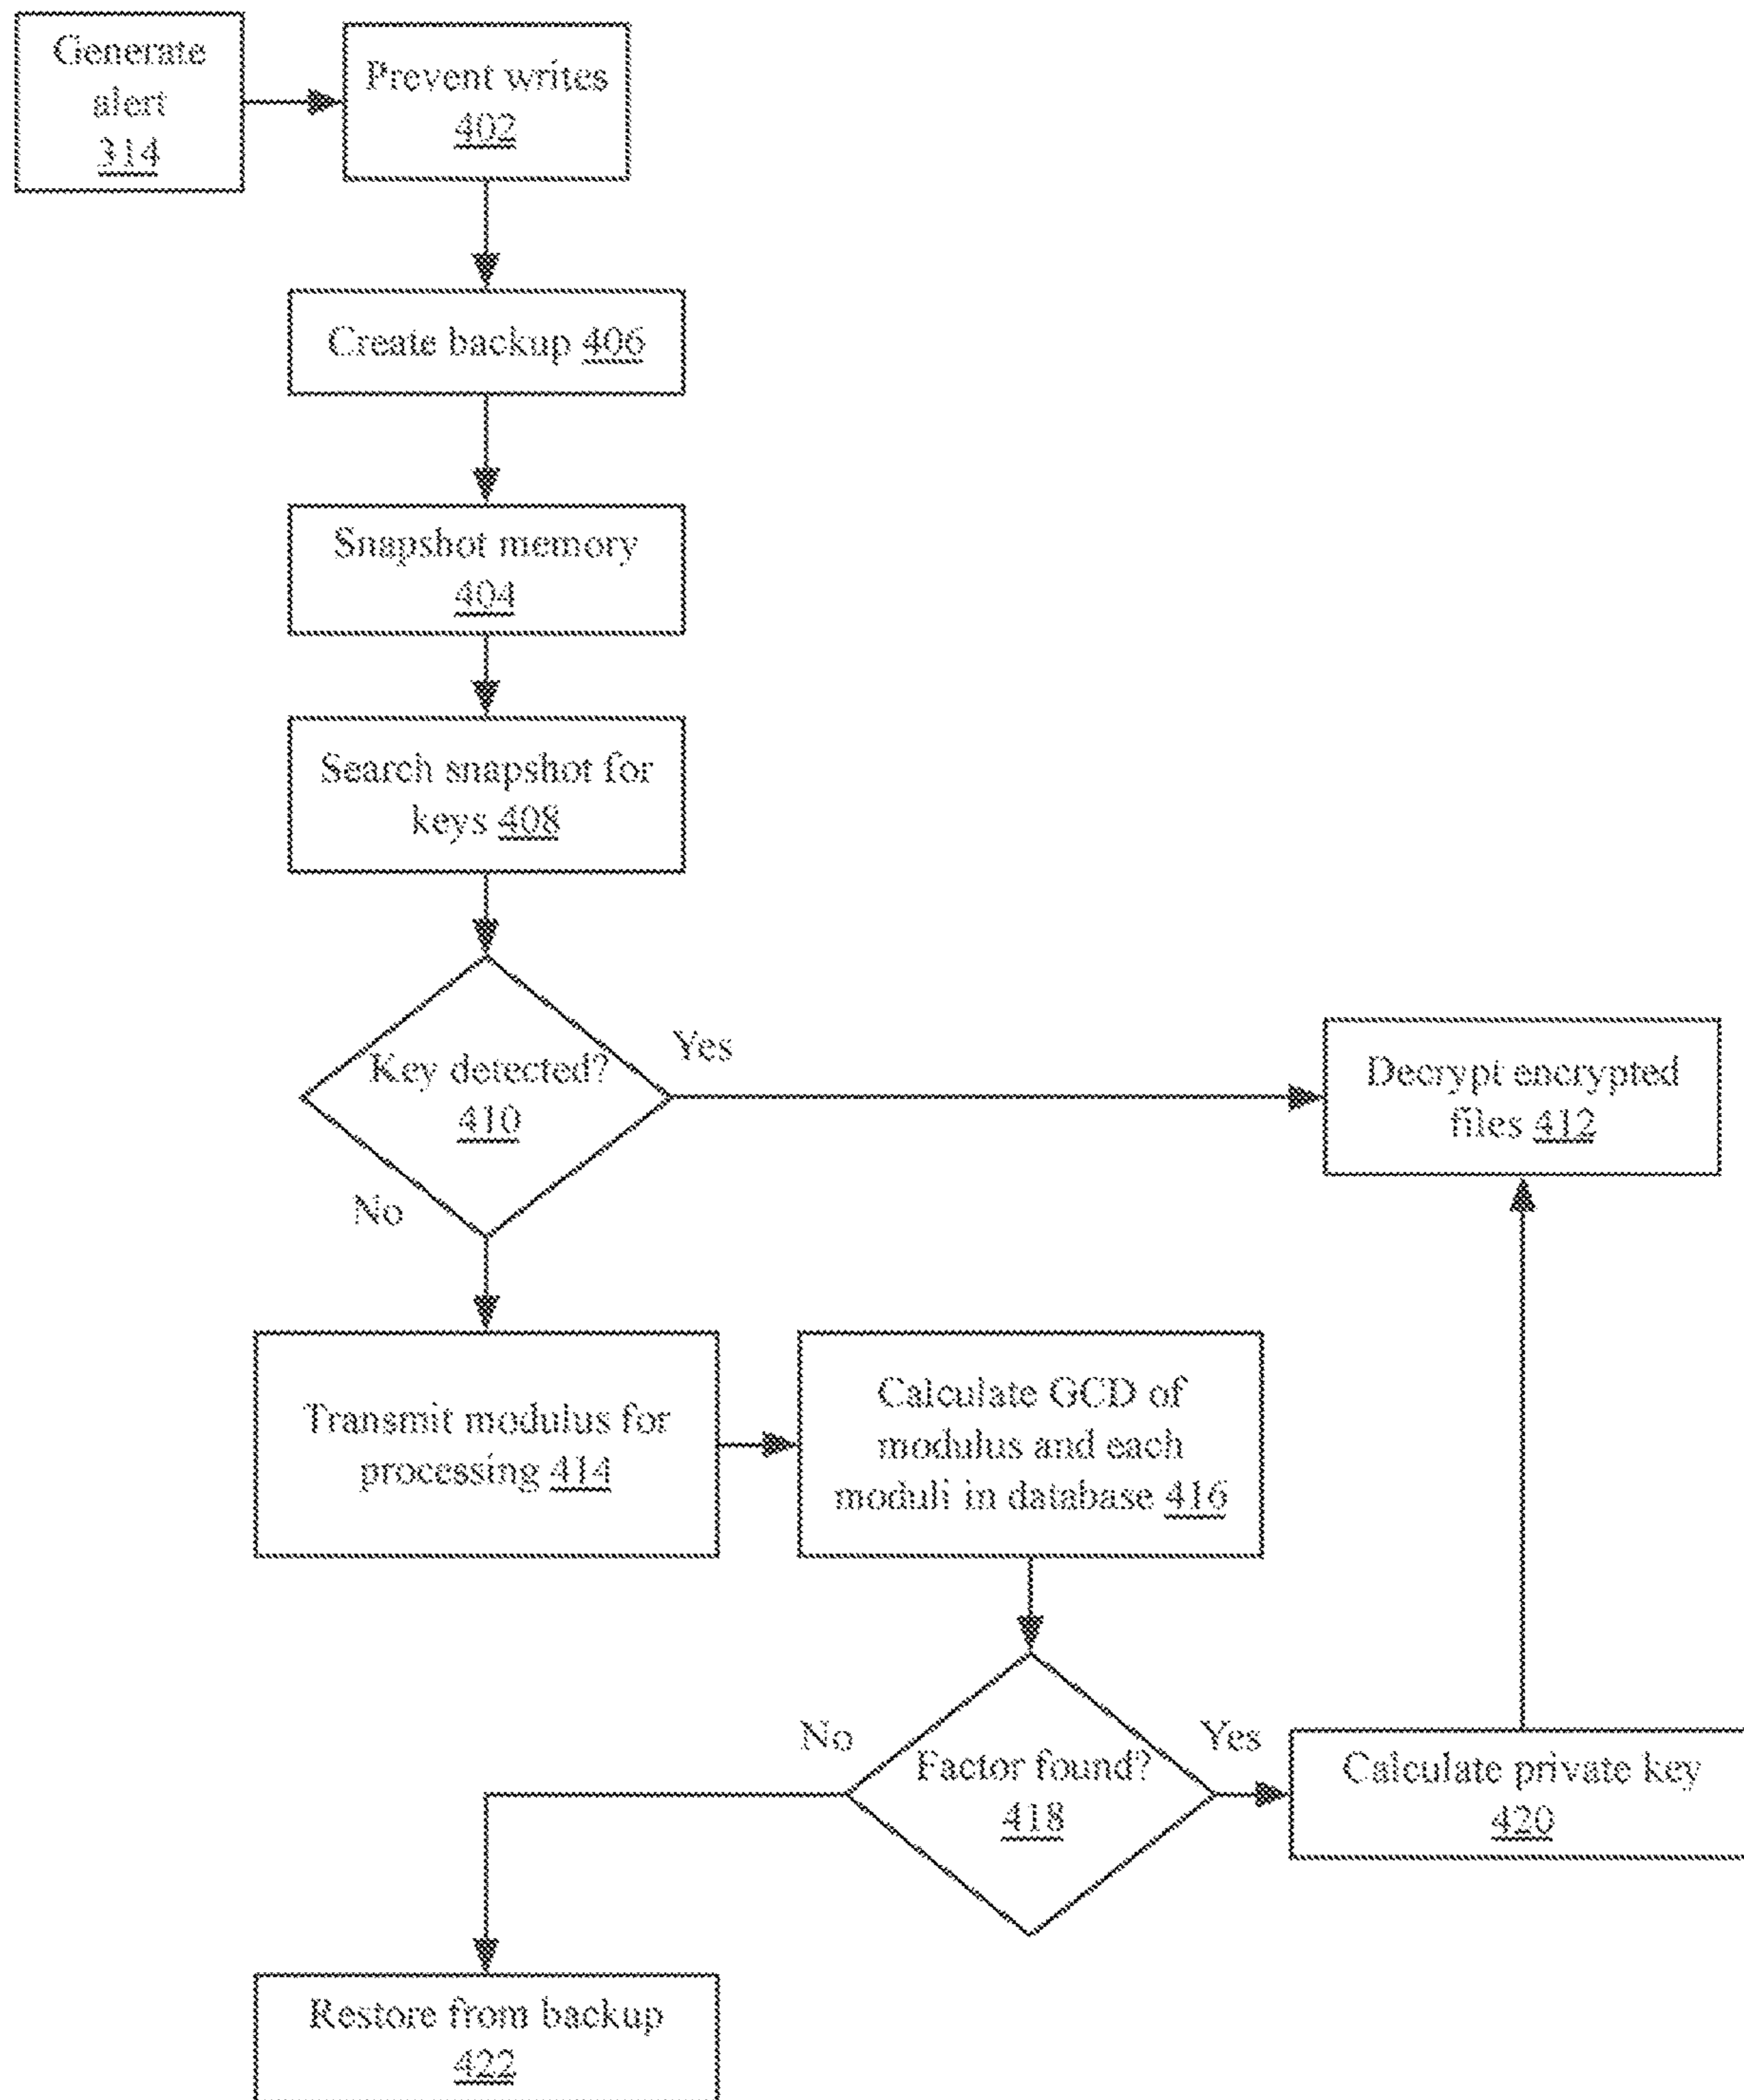 Generate
alert
314
Prevent writes
402
Create backup 406
Snapshot memory
404
Search snapshot for
keys 408
Key detected?
410
Yes
No
Decrypt encrypted
files 412
Transmit modulus for
processing 414
Calculate GCD of
modulus and each
moduli in database 416
Factor found?
418
No
Yes
Calculate private key
420
Restore from backup
422